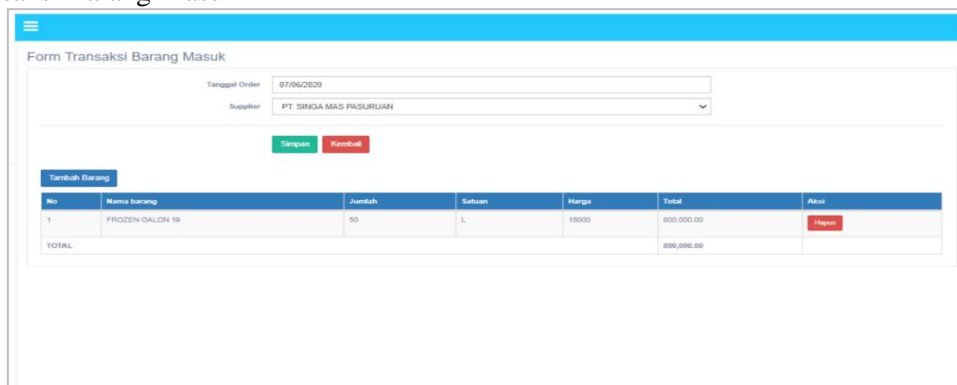 Form Transaksi Barang Masuk
Tanggal Order 07/06/2020
Supplier PT. SINGA MAS PASURUAN
Simpan Kembali
Tambah Barang
No Nama barang Jumlah Satuan Harga Total Aksi
1 FROZEN GALON 19 50 L 16000 800,000.00 Hapus
TOTAL 800,000.00